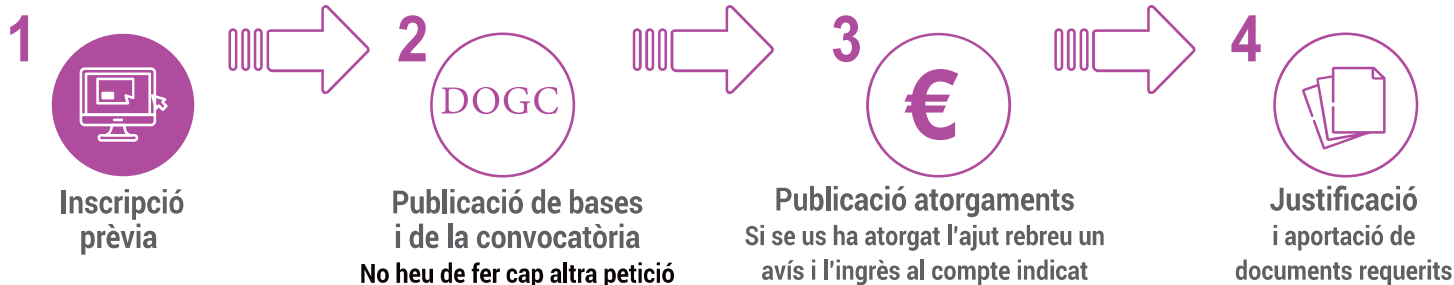 1
Inscripció
prèvia
2
DOGC
Publicació de bases
i de la convocatòria
No heu de fer cap altra petició
3
€
Publicació atorgaments
Si se us ha atorgat l'ajut rebreu un
avís i l'ingrès al compte indicat
4
Justificació
i aportació de
documents requerits